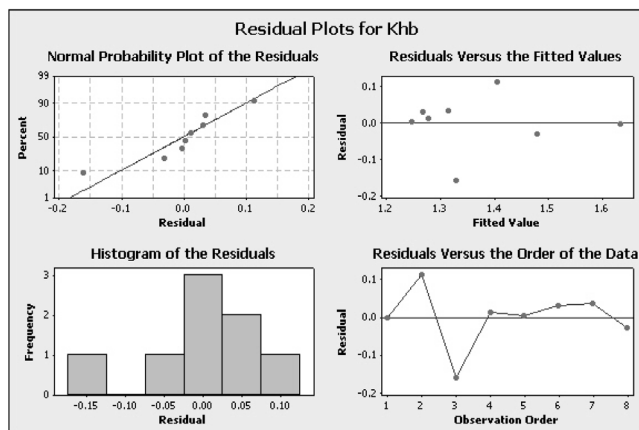 Residual Plots for Khb
Normal Probability Plot of the Residuals
99
90
50
10
1
Percent
-0.2 -0.1 0.0 0.1 0.2
Residual
Residuals Versus the Fitted Values
0.1
0.0
-0.1
-0.2
Residual
1.2 1.3 1.4 1.5 1.6
Fitted Value
Histogram of the Residuals
3
2
1
0
Frequency
-0.15 -0.10 -0.05 0.00 0.05 0.10
Residual
Residuals Versus the Order of the Data
0.1
0.0
-0.1
-0.2
Residual
1 2 3 4 5 6 7 8
Observation Order